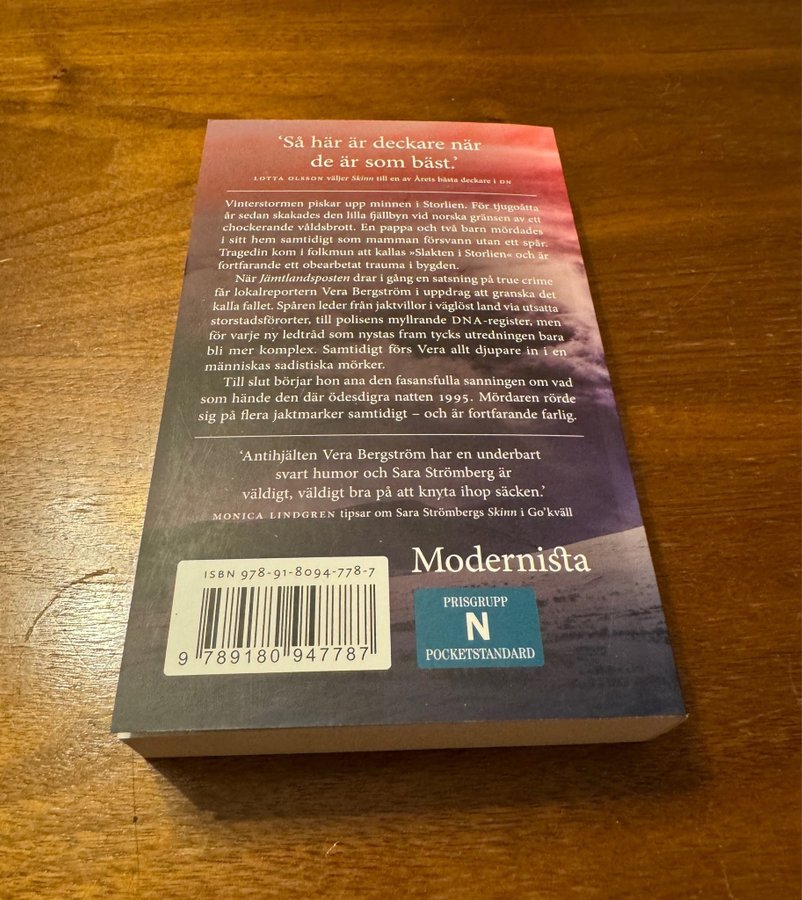 ‘Så här är deckare när
de är som bäst.’
LOTTA OLSSON väljer Skinn till en av Årets bästa deckare i DN
Vinterstormen piskar upp minnen i Storlien. För tjugoåtta
år sedan skakades den lilla fjällbyn vid norska gränsen av ett
chockerande våldsbrott. En pappa och två barn mördades
i sitt hem samtidigt som mamman försvann utan ett spår.
Tragedin kom i folkmun att kallas »Slakten i Storlien« och är
fortfarande ett obearbetat trauma i bygden.
När Jämtlandsposten drar i gång en satsning på true crime
får lokalreportern Vera Bergström i uppdrag att granska det
kalla fallet. Spåren leder från jaktvillor i väglöst land via utsatta
storstadsförorter, till polisens myllrande DNA-register, men
för varje ny ledtråd som nystas fram tycks utredningen bara
bli mer komplex. Samtidigt förs Vera allt djupare in i en
människas sadistiska mörker.
Till slut börjar hon ana den fasansfulla sanningen om vad
som hände den där ödesdigra natten 1995. Mördaren rörde
sig på flera jaktmarker samtidigt – och är fortfarande farlig.
‘Antihjälten Vera Bergström har en underbart
svart humor och Sara Strömberg är
väldigt, väldigt bra på att knyta ihop säcken.’
MONICA LINDGREN tipsar om Sara Strömbergs Skinn i Go’kväll
Modernista
ISBN 978-91-8094-778-7
9 789180 947787
PRISGRUPP
N
POCKETSTANDARD